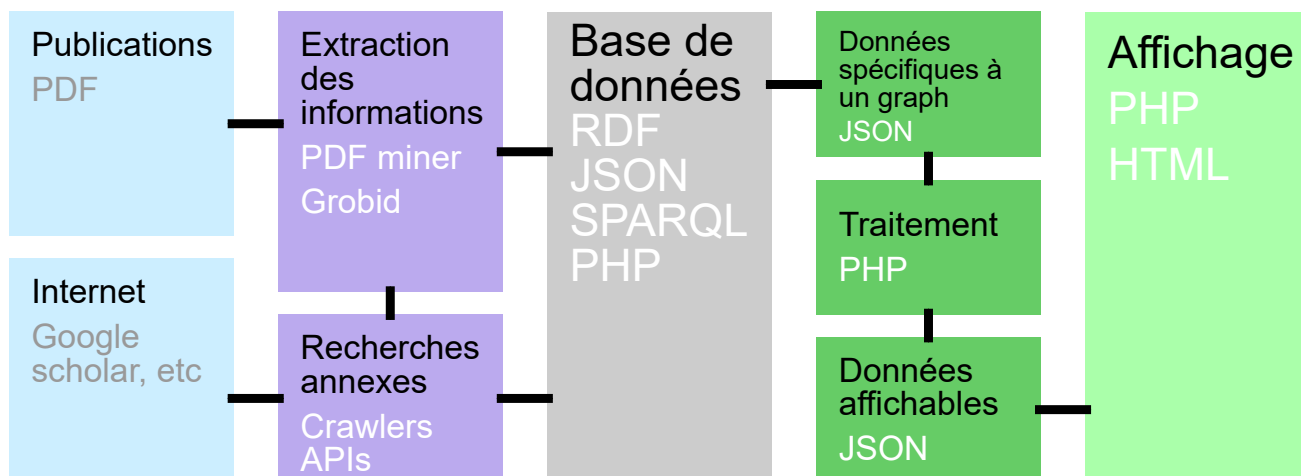 Publications
PDF
Internet
Google
scholar, etc
Extraction
des
informations
PDF miner
Grobid
Recherches
annexes
Crawlers
APIs
Base de
données
RDF
JSON
SPARQL
PHP
Données
spécifiques à
un graph
JSON
Traitement
PHP
Données
affichables
JSON
Affichage
PHP
HTML